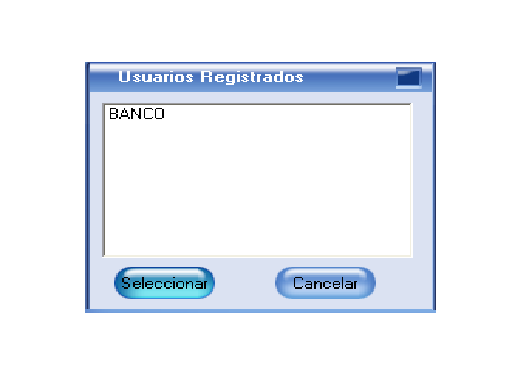 Usuarios Registrados
BANCO
Seleccionar
Cancelar